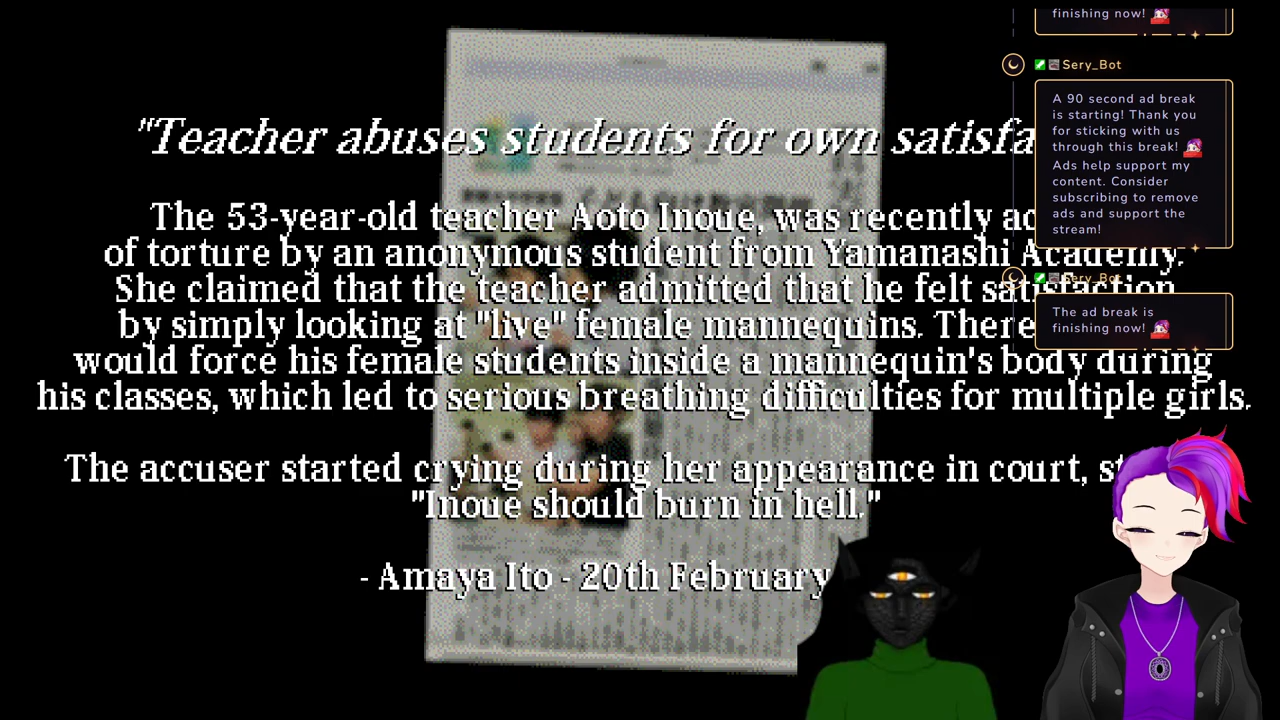 "Teacher abuses students for own
The 53-year-old teacher Aoto Inoue, was recently
of torture by an anonymous student from Yamanashi Academy.
She claimed that the teacher admitted that he felt satisfaction
by simply looking at "live" female mannequins.
would force his female students inside a mannequin's body during
his classes, which led to serious breathing difficulties for multiple girls.
The accuser started crying during her appearance in court,
"Inoue should burn in hell."
- Amaya Ito - 20th February
finishing now!
Sery_Bot
A 90 second ad break
is starting! Thank you
for sticking with us
through this break!
Ads help support my
content. Consider
subscribing to remove
ads and support the
stream!
Sery_Bot
The ad break is
finishing now!